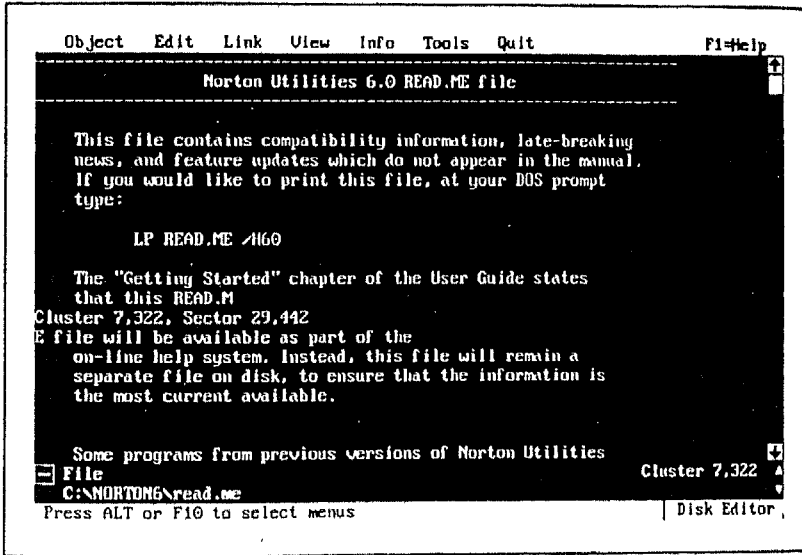 Object Edit Link View Info Tools Quit F1=Help
Norton Utilities 6.0 READ.ME file
This file contains compatibility information, late-breaking
news, and feature updates which do not appear in the manual.
If you would like to print this file, at your DOS prompt
type:
LP READ.ME /H60
The "Getting Started" chapter of the User Guide states
that this READ.M
Cluster 7,322, Sector 29,442
E file will be available as part of the
on-line help system. Instead, this file will remain a
separate file on disk, to ensure that the information is
the most current available.
Some programs from previous versions of Norton Utilities
File Cluster 7,322
C:\NORTON6\read.me
Press ALT or F10 to select menus Disk Editor